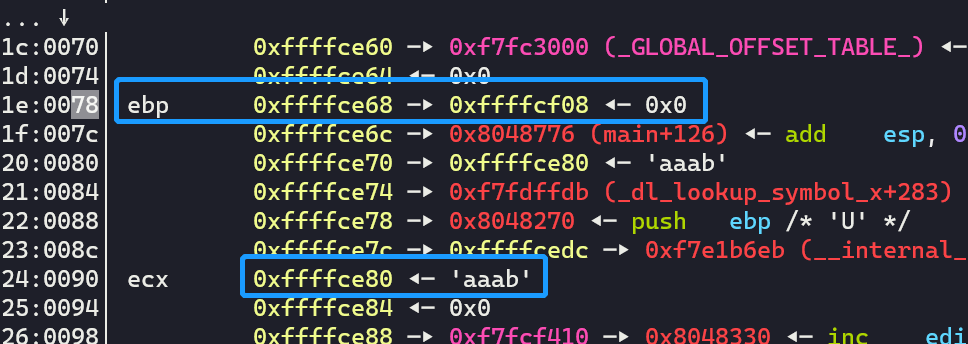 ... ↓
1c:0070 0xffffce60 —▸ 0xf7fc3000 (_GLOBAL_OFFSET_TABLE_) ◂—
1d:0074 0xffffce64 ◂— 0x0
1e:0078 ebp 0xffffce68 —▸ 0xffffcf08 ◂— 0x0
1f:007c 0xffffce6c —▸ 0x8048776 (main+126) ◂— add esp, 0
20:0080 0xffffce70 —▸ 0xffffce80 ◂— 'aaab'
21:0084 0xffffce74 —▸ 0xf7fdffdb (_dl_lookup_symbol_x+283)
22:0088 0xffffce78 —▸ 0x8048270 ◂— push ebp /* 'U' */
23:008c 0xffffce7c —▸ 0xffffcedc —▸ 0xf7e1b6eb (__internal_
24:0090 ecx 0xffffce80 ◂— 'aaab'
25:0094 0xffffce84 ◂— 0x0
26:0098 0xffffce88 —▸ 0xf7fcf410 —▸ 0x8048330 ◂— inc edi